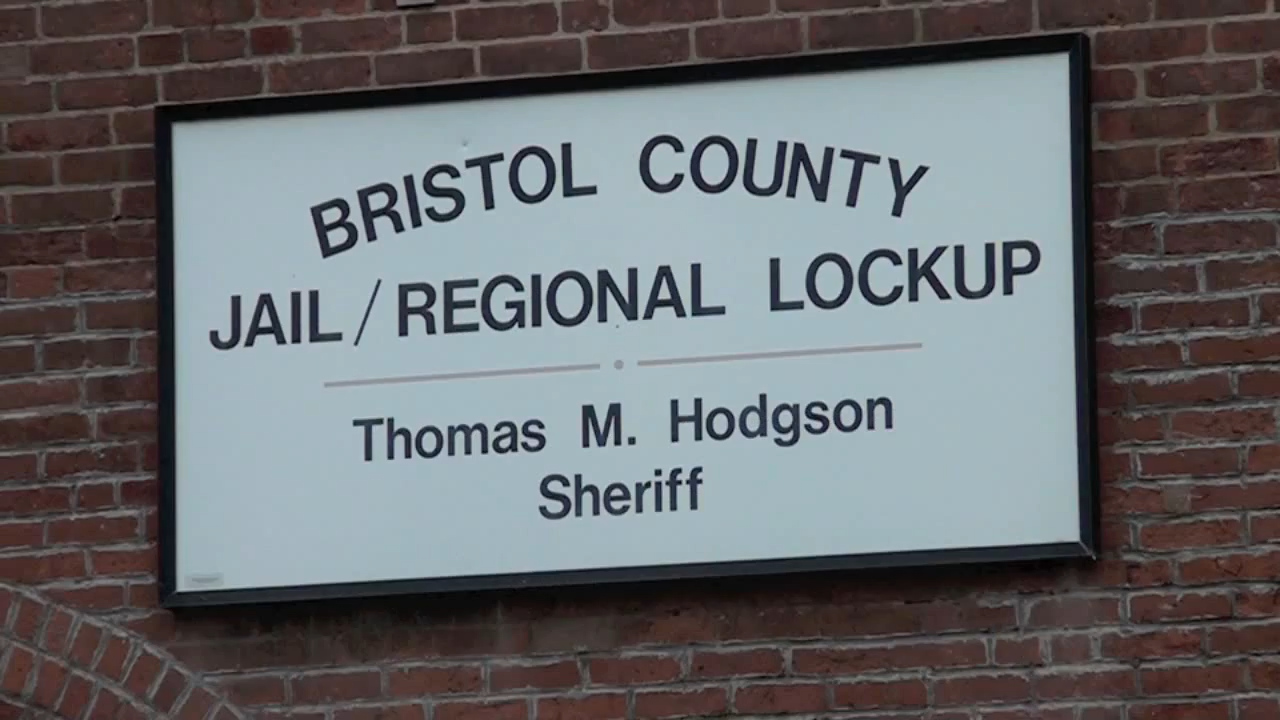 BRISTOL COUNTY
JAIL/REGIONAL LOCKUP
Thomas M. Hodgson
Sheriff